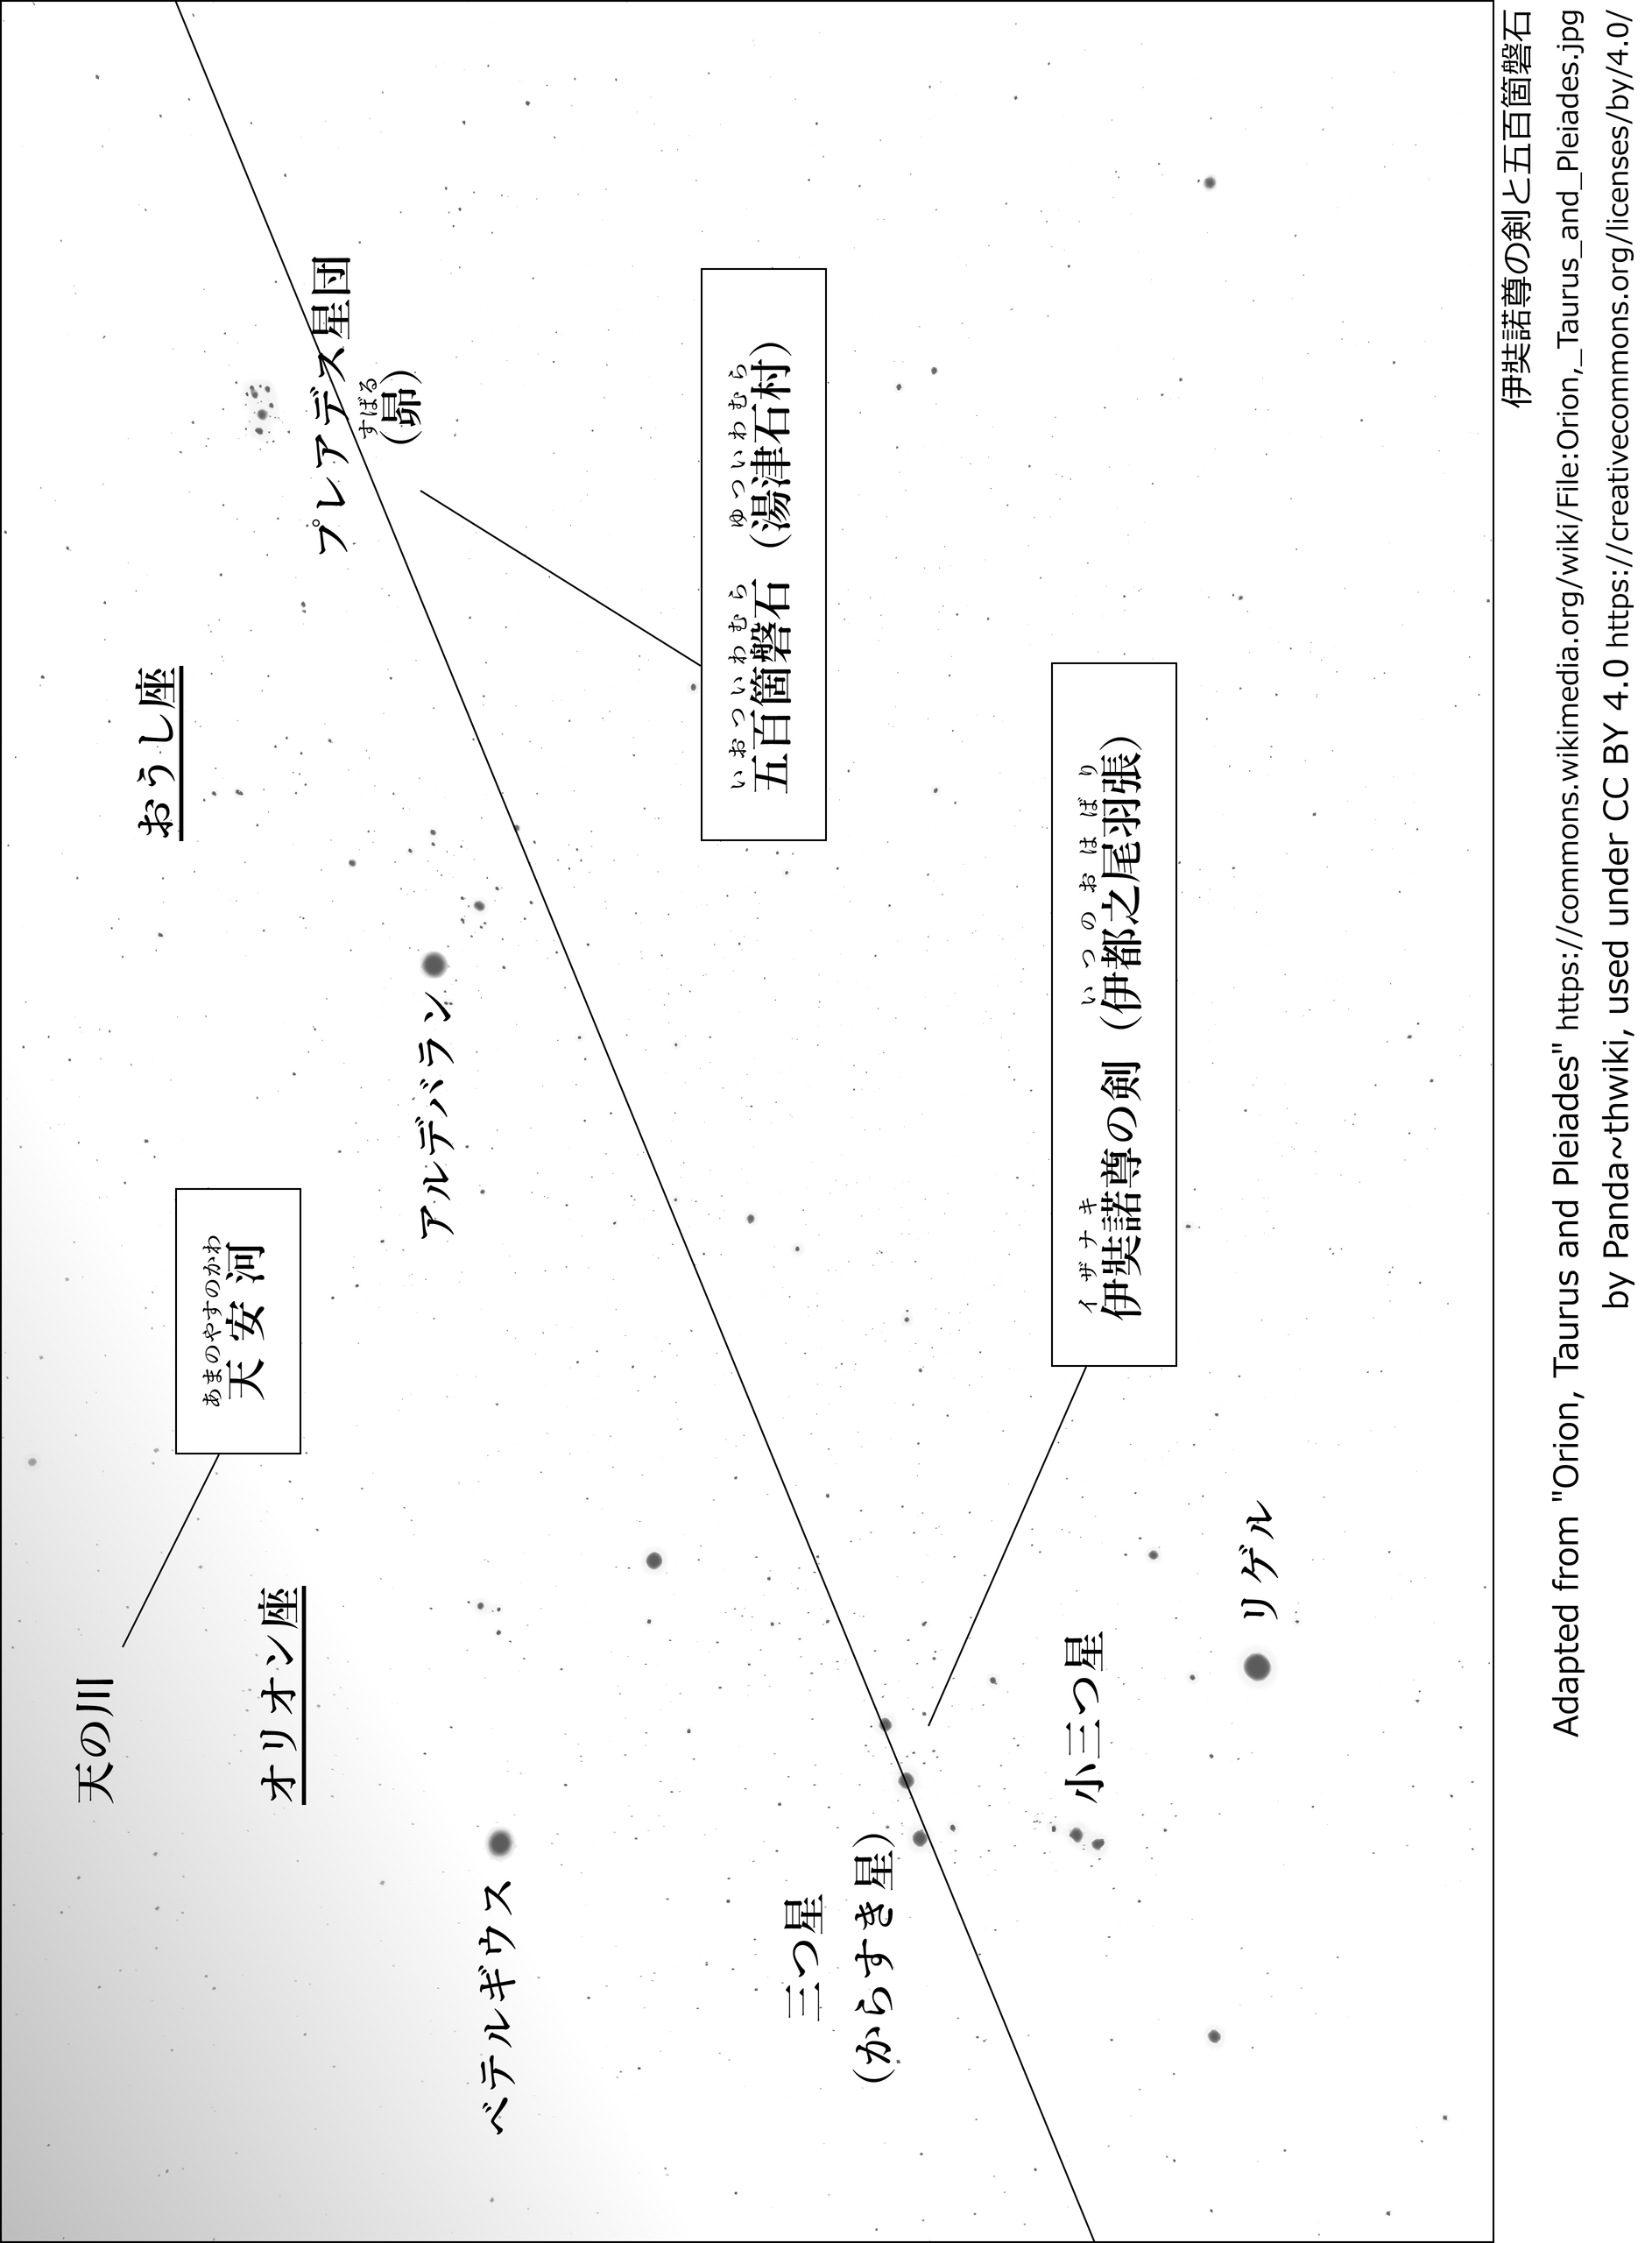 天の川
おうし座
あまのやすのかわ
天安河
オリオン座
プレアデス星団
すばる
(昴)
アルデバラン
ベテルギウス
いおついわむら ゆついわむら
五百箇磐石 (湯津石村)
三つ星
(からすき星)
小三つ星
イザナキ いつのおはばり
伊奘諾尊の剣 (伊都之尾羽張)
リゲル
伊奘諾尊の剣と五百箇磐石
Adapted from "Orion, Taurus and Pleiades" https://commons.wikimedia.org/wiki/File:Orion,_Taurus_and_Pleiades.jpg
by Panda~thwiki, used under CC BY 4.0 https://creativecommons.org/licenses/by/4.0/